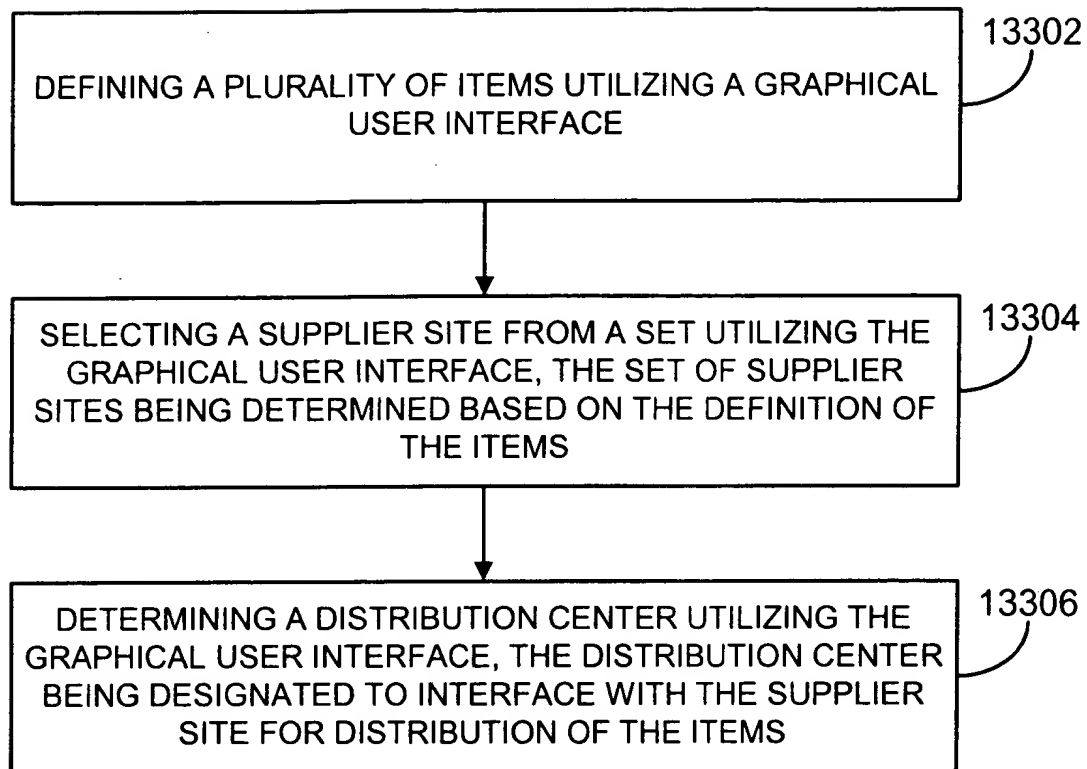 13302
DEFINING A PLURALITY OF ITEMS UTILIZING A GRAPHICAL
USER INTERFACE
13304
SELECTING A SUPPLIER SITE FROM A SET UTILIZING THE
GRAPHICAL USER INTERFACE, THE SET OF SUPPLIER
SITES BEING DETERMINED BASED ON THE DEFINITION OF
THE ITEMS
13306
DETERMINING A DISTRIBUTION CENTER UTILIZING THE
GRAPHICAL USER INTERFACE, THE DISTRIBUTION CENTER
BEING DESIGNATED TO INTERFACE WITH THE SUPPLIER
SITE FOR DISTRIBUTION OF THE ITEMS